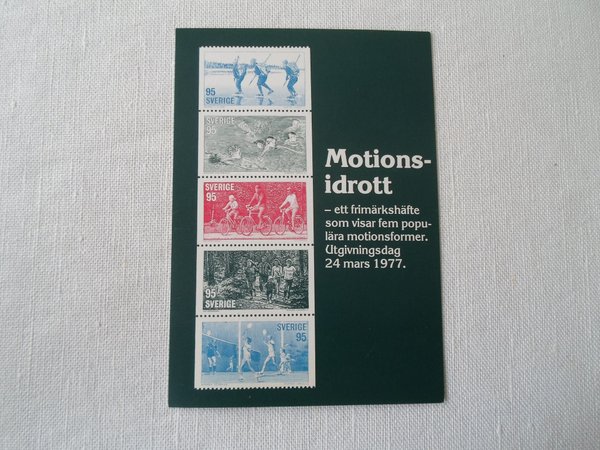 95
SVERIGE
SVERIGE
95
SVERIGE
95
95
SVERIGE
SVERIGE
95
Motions-
idrott
– ett frimärkshäfte
som visar fem popu-
lära motionsformer.
Utgivningsdag
24 mars 1977.